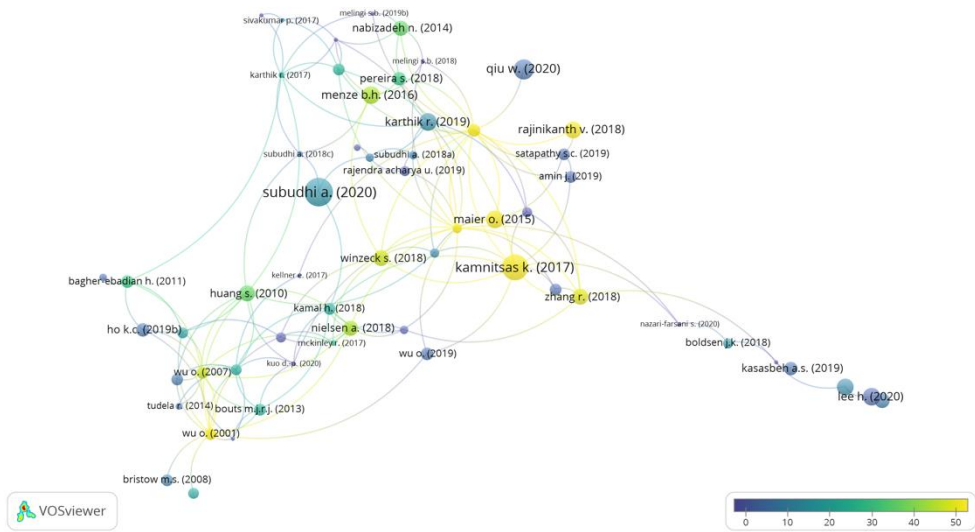 melingi s.b. (2019b)
sivakumar p. (2017)
nabizadeh n. (2014)
melingi s.b. (2018)
qiu w. (2020)
karthik r. (2017)
pereira s. (2018)
menze b.h. (2016)
karthik r. (2019)
rajinikanth v. (2018)
subudhi a. (2018c)
subudhi a. (2018a)
satapathy s.c. (2019)
rajendra acharya u. (2019)
amin j. (2019)
subudhi a. (2020)
maier o. (2015)
winzeck s. (2018)
kamnitsas k. (2017)
kellner (2017)
bagher-ebadian h. (2011)
huang s. (2010)
zhang r. (2018)
kamal h. (2018)
ho k.c. (2019b)
nielsen a. (2018)
nazari-farsani s. (2020)
mckinley r. (2017)
boldsen j.k. (2018)
wu o. (2019)
kuo d. (2020)
wu o. (2007)
kasasbeh a.s. (2019)
lee h. (2020)
tudela r. (2014)
bouts m.j.r.j. (2013)
wu o. (2001)
bristow m.s. (2008)
VOSviewer
0 10 20 30 40 50